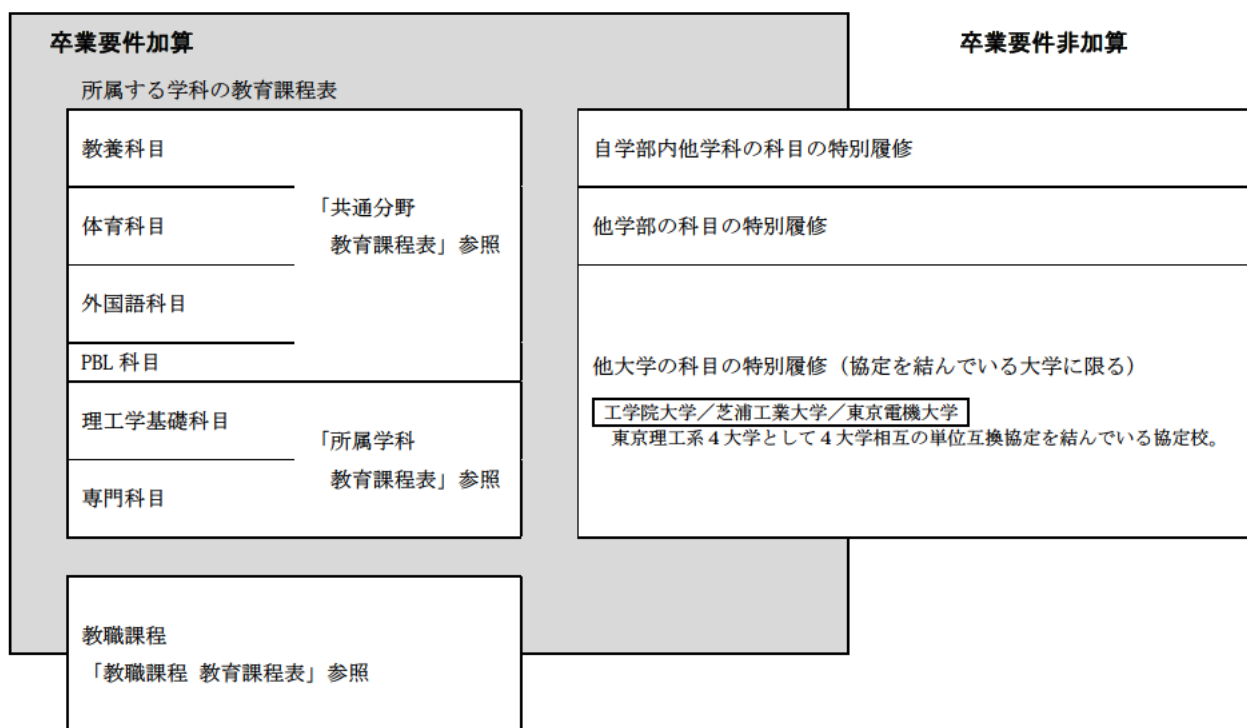 卒業要件加算
卒業要件非加算
所属する学科の教育課程表
教養科目
体育科目
外国語科目
PBL 科目
「共通分野
教育課程表」参照
理工学基礎科目
専門科目
「所属学科
教育課程表」参照
自学部内他学科の科目の特別履修
他学部の科目の特別履修
他大学の科目の特別履修（協定を結んでいる大学に限る）
工学院大学／芝浦工業大学／東京電機大学
東京理工系４大学として４大学相互の単位互換協定を結んでいる協定校。
教職課程
「教職課程 教育課程表」参照